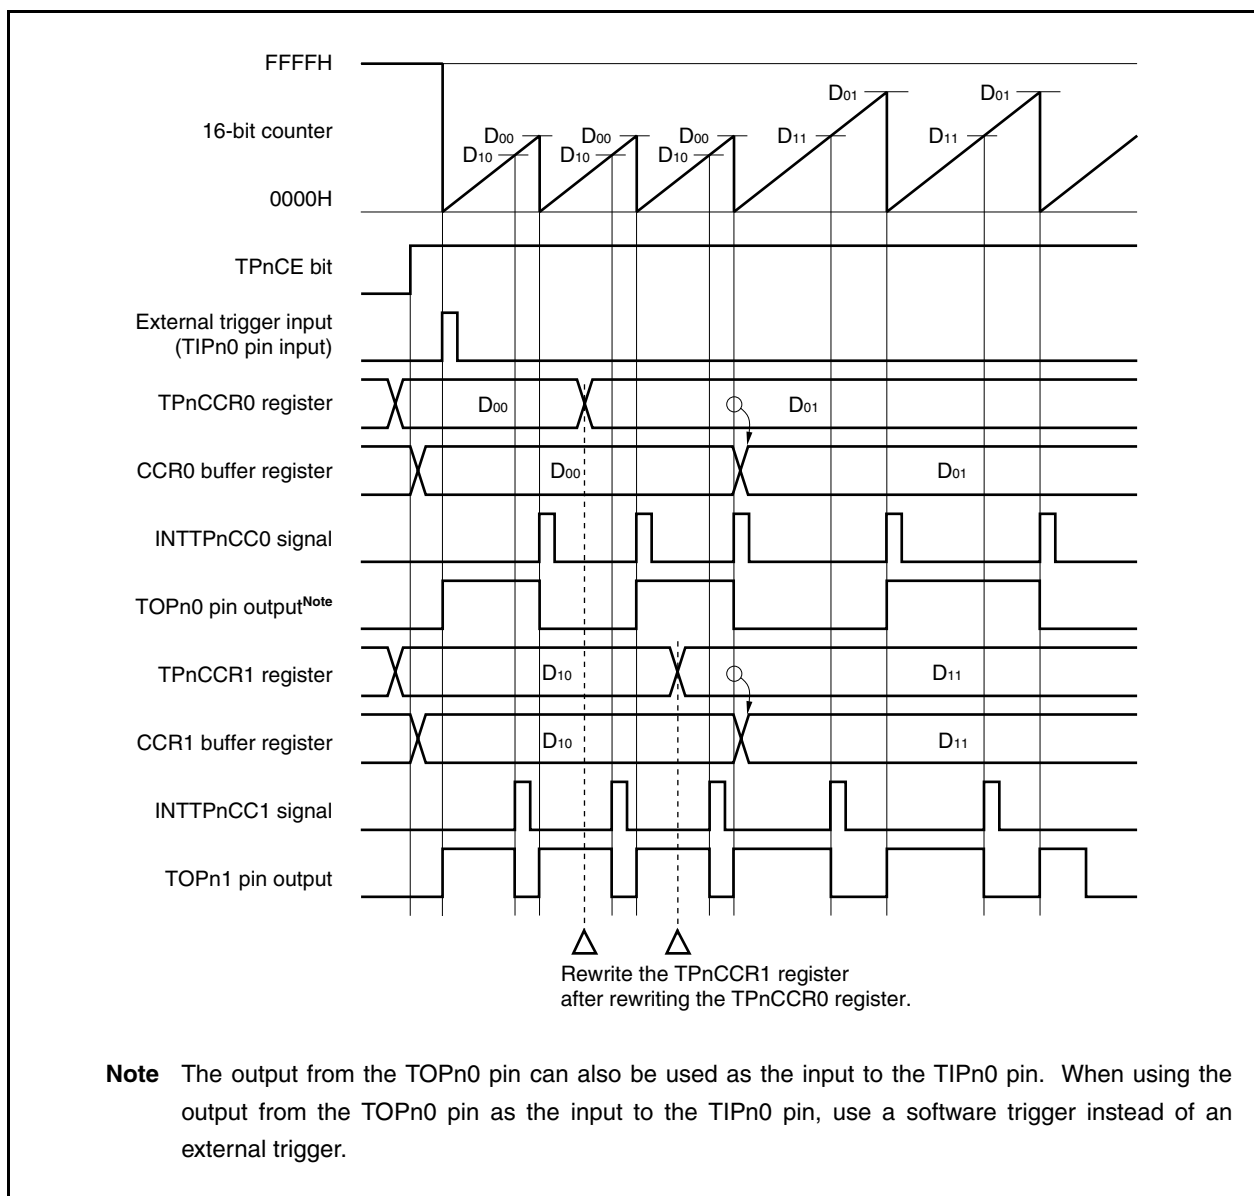 FFFFH
D01
D01
16-bit counter
D00
D00
D00
D11
D11
D10
D10
D10
0000H
TPnCE bit
External trigger input
(TIPn0 pin input)
TPnCCR0 register
D00
D01
CCR0 buffer register
D00
D01
INTTPnCC0 signal
TOPn0 pin outputNote
TPnCCR1 register
D10
D11
CCR1 buffer register
D10
D11
INTTPnCC1 signal
TOPn1 pin output
Rewrite the TPnCCR1 register
after rewriting the TPnCCR0 register.
Note The output from the TOPn0 pin can also be used as the input to the TIPn0 pin. When using the
output from the TOPn0 pin as the input to the TIPn0 pin, use a software trigger instead of an
external trigger.